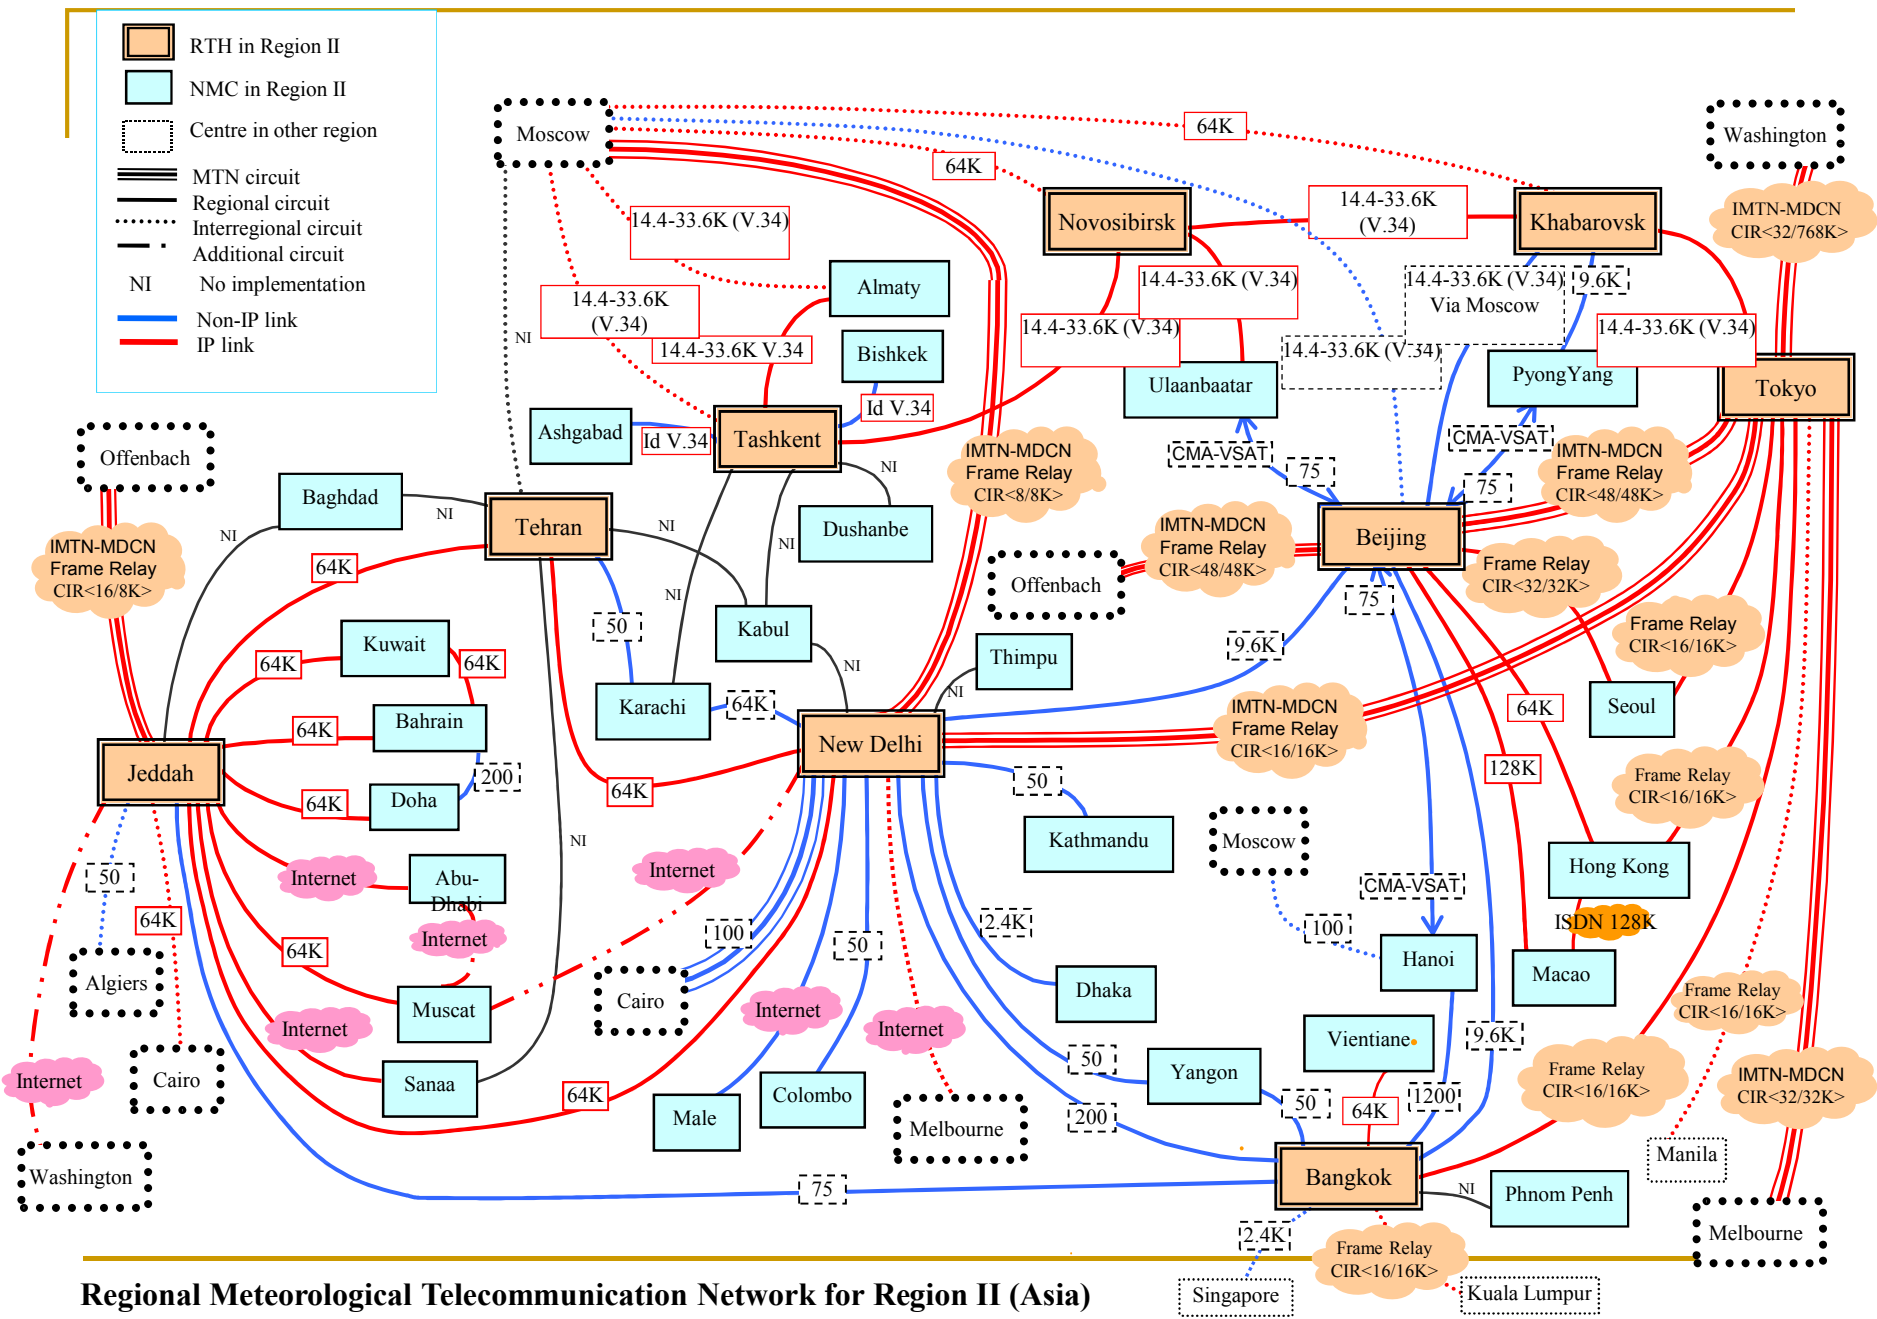 RTH in Region II
NMC in Region II
Centre in other region
MTN circuit
Regional circuit
Interregional circuit
Additional circuit
NI No implementation
Non-IP link
IP link
Moscow
64K
64K
Washington
IMTN-MDCN
CIR<32/768K>
Novosibirsk
14.4-33.6K
(V.34)
Khabarovsk
14.4-33.6K (V.34)
14.4-33.6K
(V.34)
14.4-33.6K V.34
Almaty
Bishkek
Id V.34
Ashgabad
Id V.34
Tashkent
NI
14.4-33.6K (V.34)
14.4-33.6K (V.34)
Ulaanbaatar
14.4-33.6K (V.34)
14.4-33.6K (V.34)
Via Moscow
9.6K
PyongYang
14.4-33.6K (V.34)
Tokyo
Offenbach
IMTN-MDCN
Frame Relay
CIR<16/8K>
Baghdad
NI
NI
Tehran
NI
NI
NI
NI
Dushanbe
IMTN-MDCN
Frame Relay
CIR<8/8K>
CMA-VSAT
75
CMA-VSAT
75
IMTN-MDCN
Frame Relay
CIR<48/48K>
Beijing
IMTN-MDCN
Frame Relay
CIR<48/48K>
Offenbach
75
Frame Relay
CIR<32/32K>
Frame Relay
CIR<16/16K>
64K
50
Kabul
NI
Thimpu
NI
9.6K
Kuwait
64K
64K
Bahrain
64K
Karachi
64K
New Delhi
IMTN-MDCN
Frame Relay
CIR<16/16K>
64K
Seoul
128K
Frame Relay
CIR<16/16K>
Jeddah
200
64K
Doha
64K
50
Kathmandu
NI
Moscow
Hong Kong
ISDN 128K
50
Internet
Abu-
Dhabi
Internet
Internet
CMA-VSAT
64K
64K
100
50
2.4K
100
Hanoi
Macao
Algiers
Muscat
Cairo
Dhaka
Internet
Internet
Internet
Frame Relay
CIR<16/16K>
Vientiane
9.6K
Internet
Cairo
Sanaa
64K
Male
Colombo
50
Yangon
50
64K
1200
Frame Relay
CIR<16/16K>
IMTN-MDCN
CIR<32/32K>
200
Melbourne
Washington
75
Bangkok
NI
Phnom Penh
Manila
Melbourne
2.4K
Frame Relay
CIR<16/16K>
Singapore
Kuala Lumpur
Regional Meteorological Telecommunication Network for Region II (Asia)